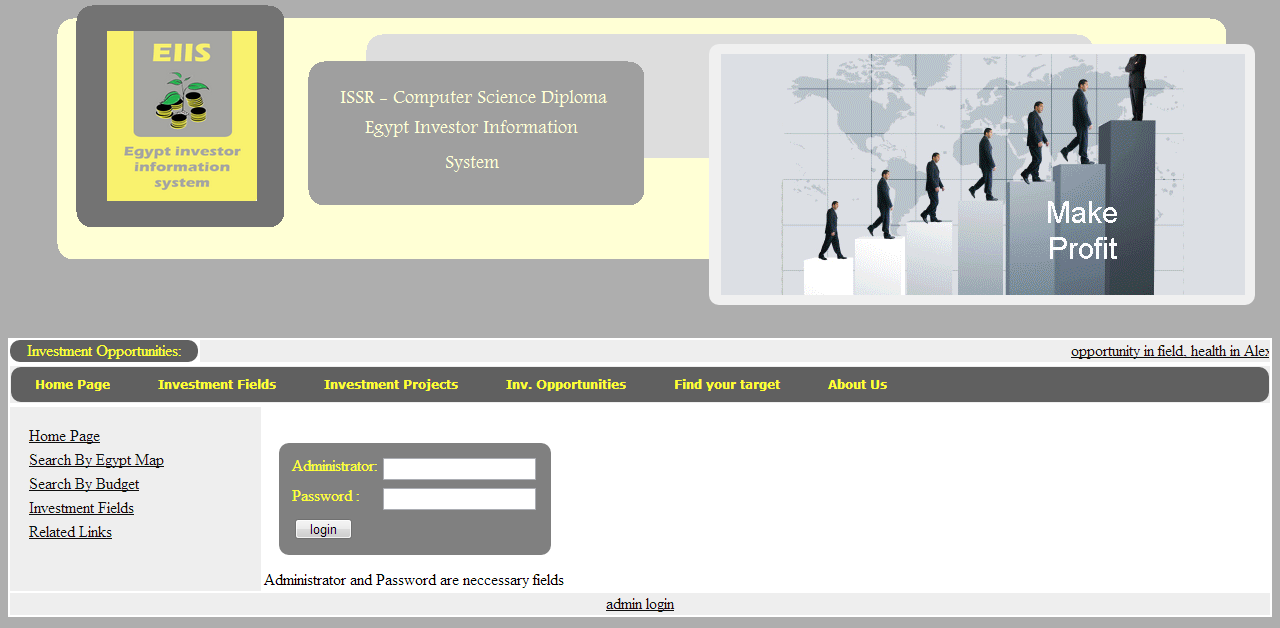 EIIS
Egypt investor
information
system
ISSR - Computer Science Diploma
Egypt Investor Information
System
Make
Profit
Investment Opportunities:
opportunity in field. health in Alex
Home Page Investment Fields Investment Projects Inv. Opportunities Find your target About Us
Home Page
Search By Egypt Map
Search By Budget
Investment Fields
Related Links
Administrator:
Password :
login
Administrator and Password are neccessary fields
admin login